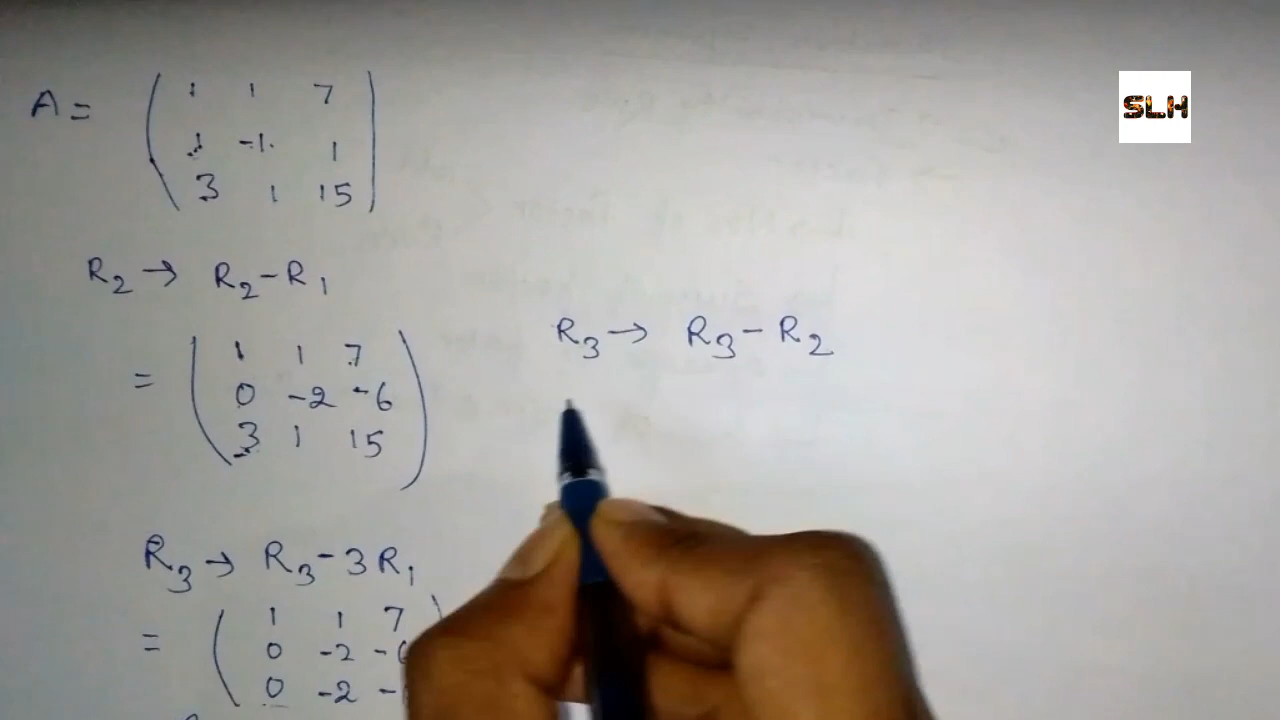 A = 1 1 7
1 -1 1
3 1 15
R2 → R2 - R1
= 1 1 7
0 -2 -6
3 1 15
R3 → R3 - 3R1
= 1 1 7
0 -2 -6
0 -2 -
R3 → R3 - R2
SLH